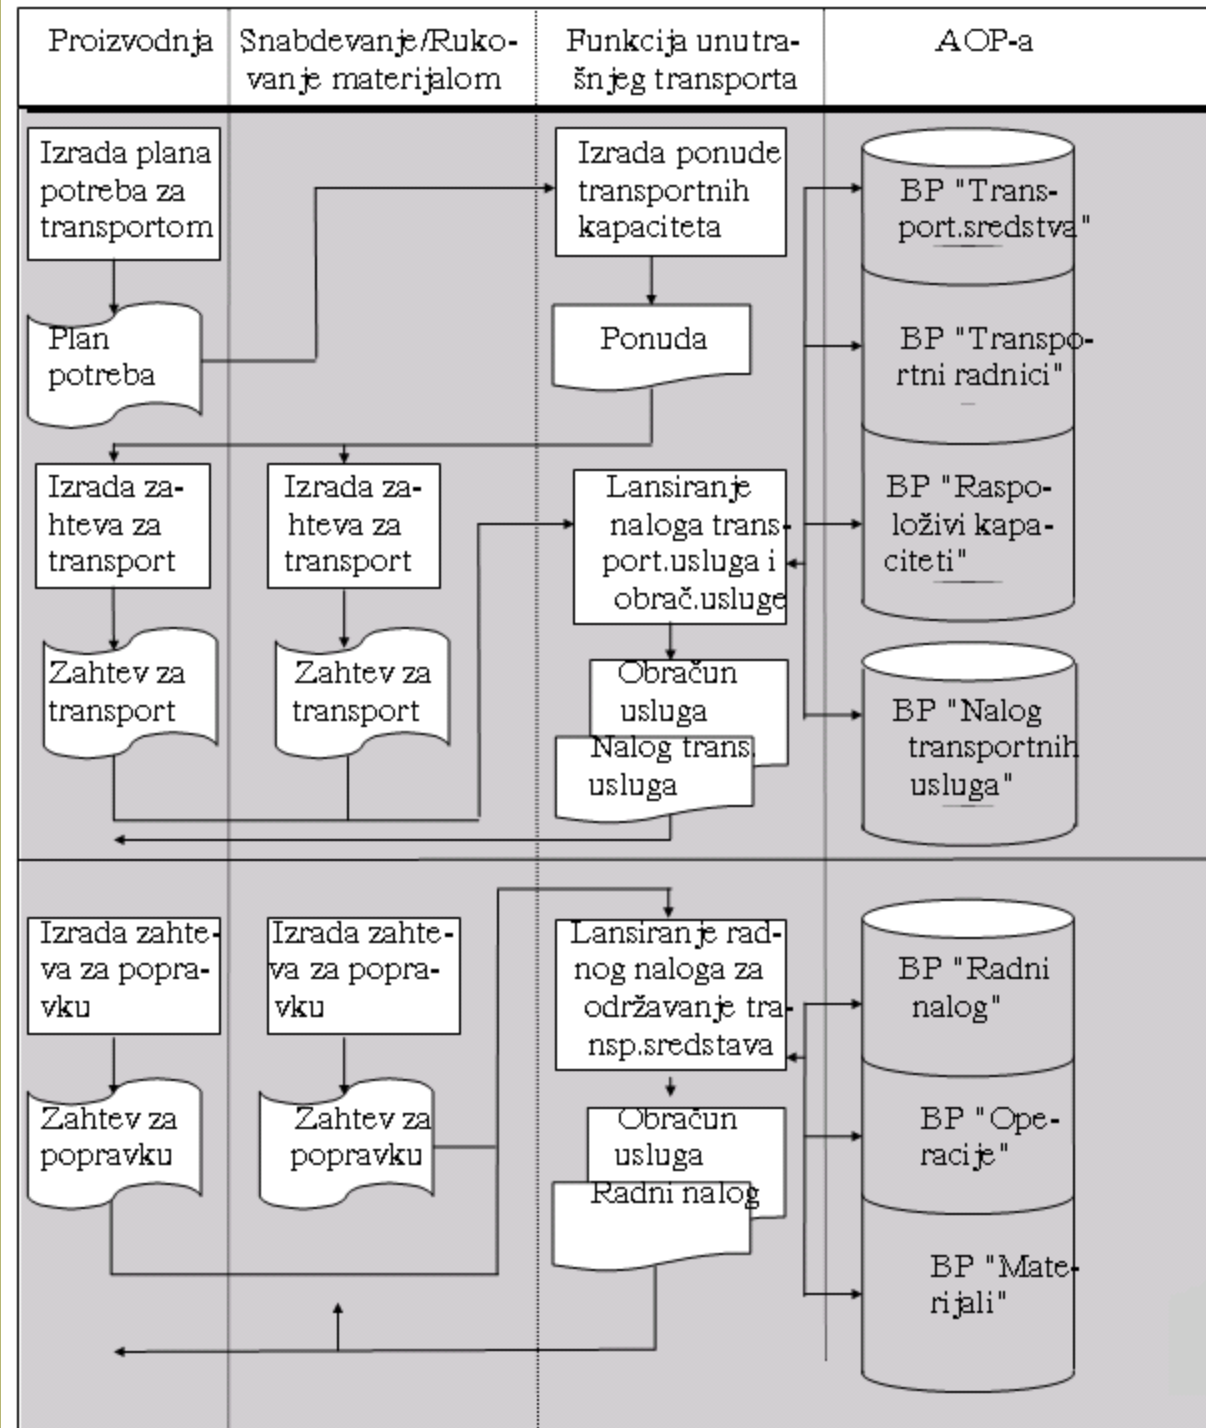 Proizvodnja
Snabdevanje/Ruko-
vanje materijalom
Funkcija unutra-
šnjeg transporta
AOP-a
Izrada plana
potreba za
transportom
Izrada ponude
transportnih
kapaciteta
BP "Trans-
port.sredstva"
Plan
potreba
Ponuda
BP "Transpo-
rtni radnici"
Izrada za-
hteva za
transport
Izrada za-
hteva za
transport
Lansiranje
naloga trans-
port.usluga i
obrač.usluge
BP "Raspo-
loživi kapa-
citeti"
Zahtev za
transport
Zahtev za
transport
Obračun
usluga
Nalog trans.
usluga
BP "Nalog
transportnih
usluga"
Izrada zahte-
va za popra-
vku
Izrada zahte-
va za popra-
vku
Lansiranje rad-
nog naloga za
održavanje tra-
nsp.sredstava
BP "Radni
nalog"
Zahtev za
popravku
Zahtev za
popravku
Obračun
usluga
Radni nalog
BP "Ope-
racije"
BP "Mate-
rijali"